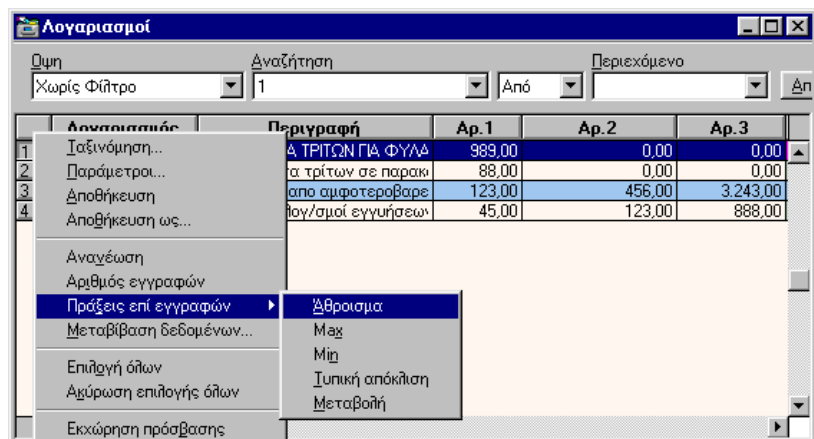 Λογαριασμοί
Όψη Αναζήτηση Περιεχόμενο
Χωρίς Φίλτρο 1 Από Απ
Λογαριασμός Περιγραφή Αρ.1 Αρ.2 Αρ.3
1 Α ΤΡΙΤΩΝ ΓΙΑ ΦΥΛΑ 989,00 0,00 0,00
2 τα τρίτων σε παρακ 88,00 0,00 0,00
3 απο αμφοτεροβαρε 123,00 456,00 3.243,00
4 λογ/σμοί εγγυήσεων 45,00 123,00 888,00
Ταξινόμηση...
Παράμετροι...
Αποθήκευση
Αποθήκευση ως...
Ανανέωση
Αριθμός εγγραφών
Πράξεις επί εγγραφών
Μεταβίβαση δεδομένων...
Επιλογή όλων
Ακύρωση επιλογής όλων
Εκχώρηση πρόσβασης
Άθροισμα
Max
Min
Τυπική απόκλιση
Μεταβολή